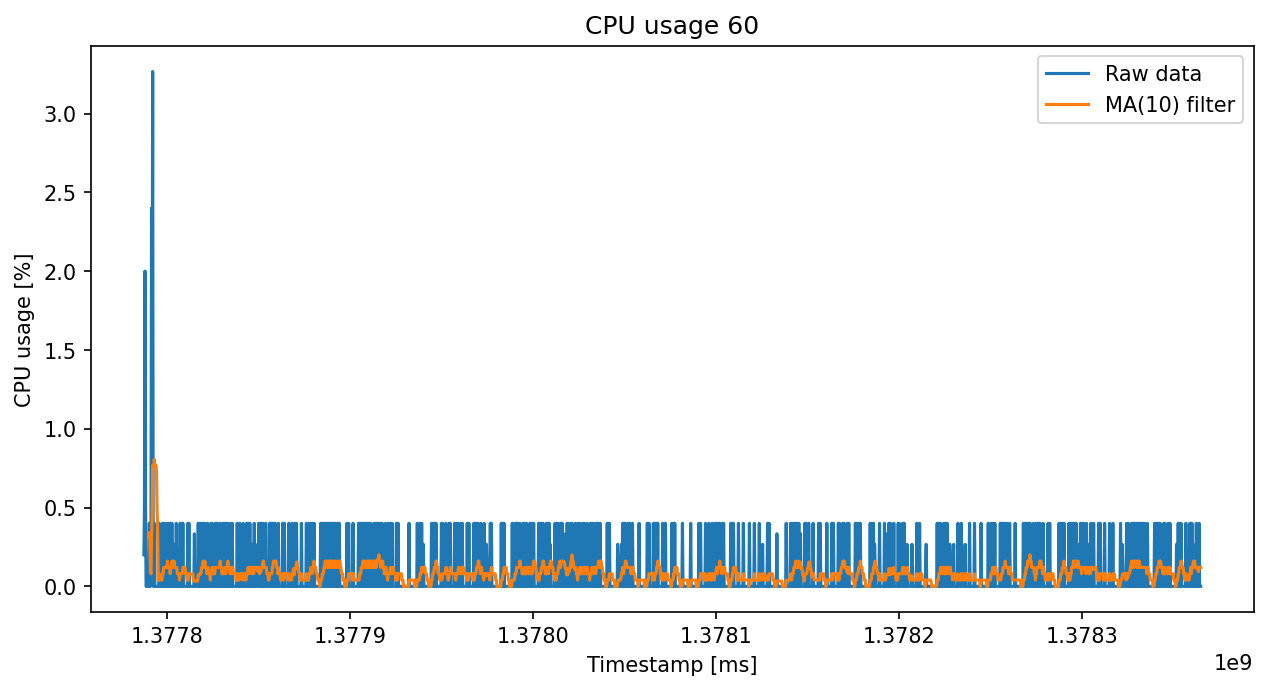 CPU usage 60
Raw data
MA(10) filter
CPU usage [%]
3.0
2.5
2.0
1.5
1.0
0.5
0.0
1.3778 1.3779 1.3780 1.3781 1.3782 1.3783
1e9
Timestamp [ms]